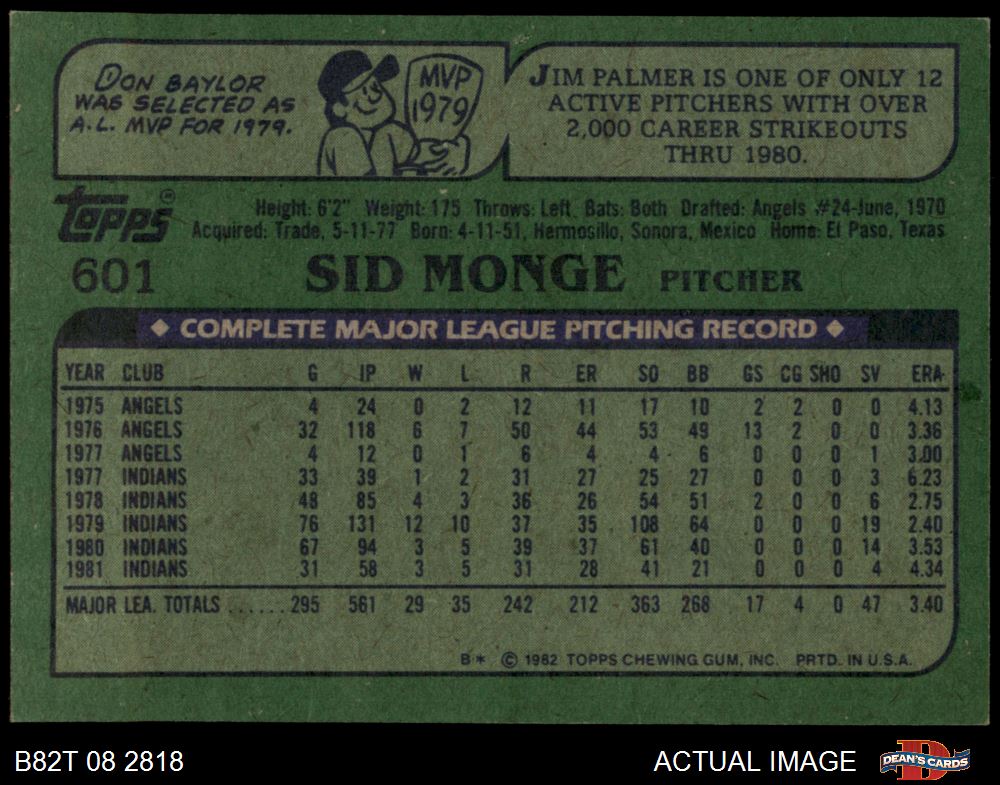 DON BAYLOR
WAS SELECTED AS
A.L. MVP FOR 1979.
MVP
1979
JIM PALMER IS ONE OF ONLY 12
ACTIVE PITCHERS WITH OVER
2,000 CAREER STRIKEOUTS
THRU 1980.
Topps®
Height: 6'2" Weight: 175 Throws: Left Bats: Both Drafted: Angels #24-June, 1970
Acquired: Trade, 5-11-77 Born: 4-11-51, Hermosillo, Sonora, Mexico Home: El Paso, Texas
601 SID MONGE PITCHER
◆ COMPLETE MAJOR LEAGUE PITCHING RECORD ◆
YEAR CLUB G IP W L R ER SO BB GS CG SHO SV ERA
1975 ANGELS 4 24 0 2 12 11 17 10 2 2 0 0 4.13
1976 ANGELS 32 118 6 7 50 44 53 49 13 2 0 0 3.36
1977 ANGELS 4 12 0 1 6 4 4 6 0 0 0 1 3.00
1977 INDIANS 33 39 1 2 31 27 25 27 0 0 0 3 6.23
1978 INDIANS 48 85 4 3 36 26 54 51 2 0 0 6 2.75
1979 INDIANS 76 131 12 10 37 35 108 64 0 0 0 19 2.40
1980 INDIANS 67 94 3 5 39 37 61 40 0 0 0 14 3.53
1981 INDIANS 31 58 3 5 31 28 41 21 0 0 0 4 4.34
MAJOR LEA. TOTALS ...... 295 561 29 35 242 212 363 268 17 4 0 47 3.40
B* © 1982 TOPPS CHEWING GUM, INC. PRTD. IN U.S.A.
B82T 08 2818
ACTUAL IMAGE
D
DEAN'S CARDS